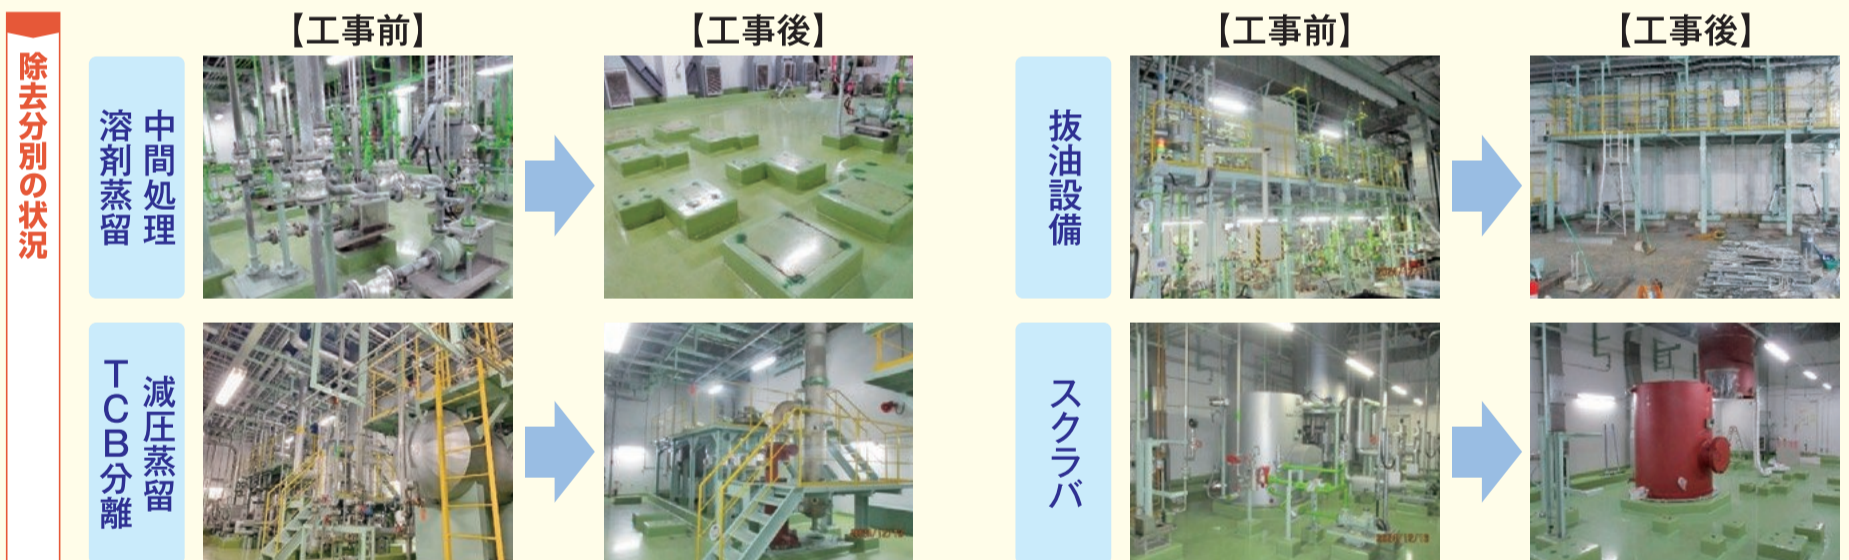 除去分別の状況
【工事前】
【工事後】
【工事前】
【工事後】
中間処理
溶剤蒸留
抜油設備
減圧蒸留
TCB分離
スクラバ